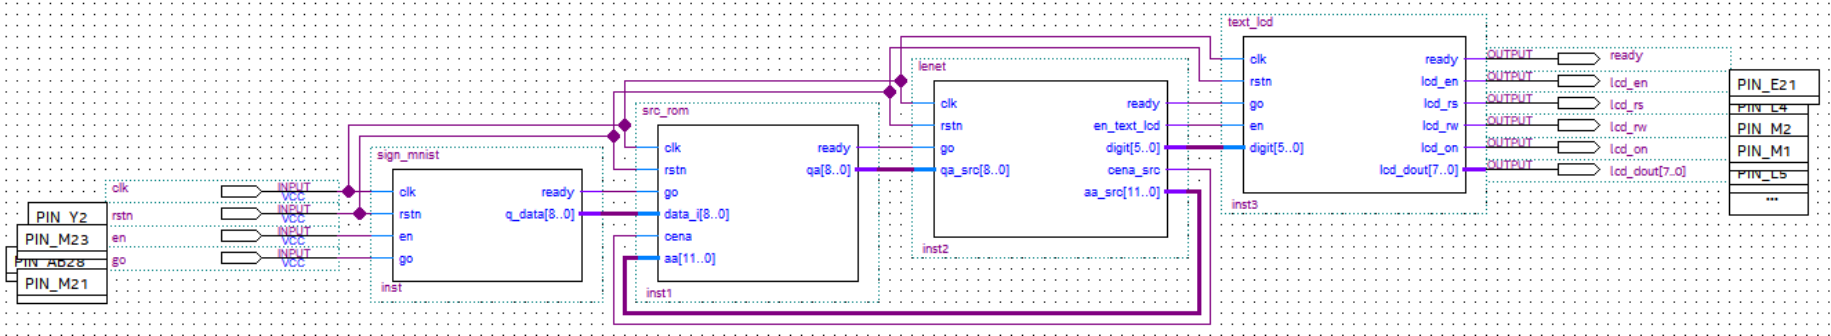 clk
rstn
en
go
INPUT
VCC
INPUT
VCC
INPUT
VCC
INPUT
VCC
PIN_Y2
PIN_M23
PIN_AB28
PIN_M21
sign_mnist
clk
rstn
en
go
ready
q_data[8..0]
inst
src_rom
clk
rstn
go
data_i[8..0]
cena
aa[11..0]
ready
qa[8..0]
inst1
lenet
clk
rstn
go
qa_src[8..0]
ready
en_text_lcd
digit[5..0]
cena_src
aa_src[11..0]
inst2
text_lcd
clk
rstn
go
en
digit[5..0]
ready
lcd_en
lcd_rs
lcd_rw
lcd_on
lcd_dout[7..0]
inst3
OUTPUT
OUTPUT
OUTPUT
OUTPUT
OUTPUT
OUTPUT
ready
lcd_en
lcd_rs
lcd_rw
lcd_on
lcd_dout[7..0]
PIN_E21
PIN_L4
PIN_M2
PIN_M1
PIN_L5
...